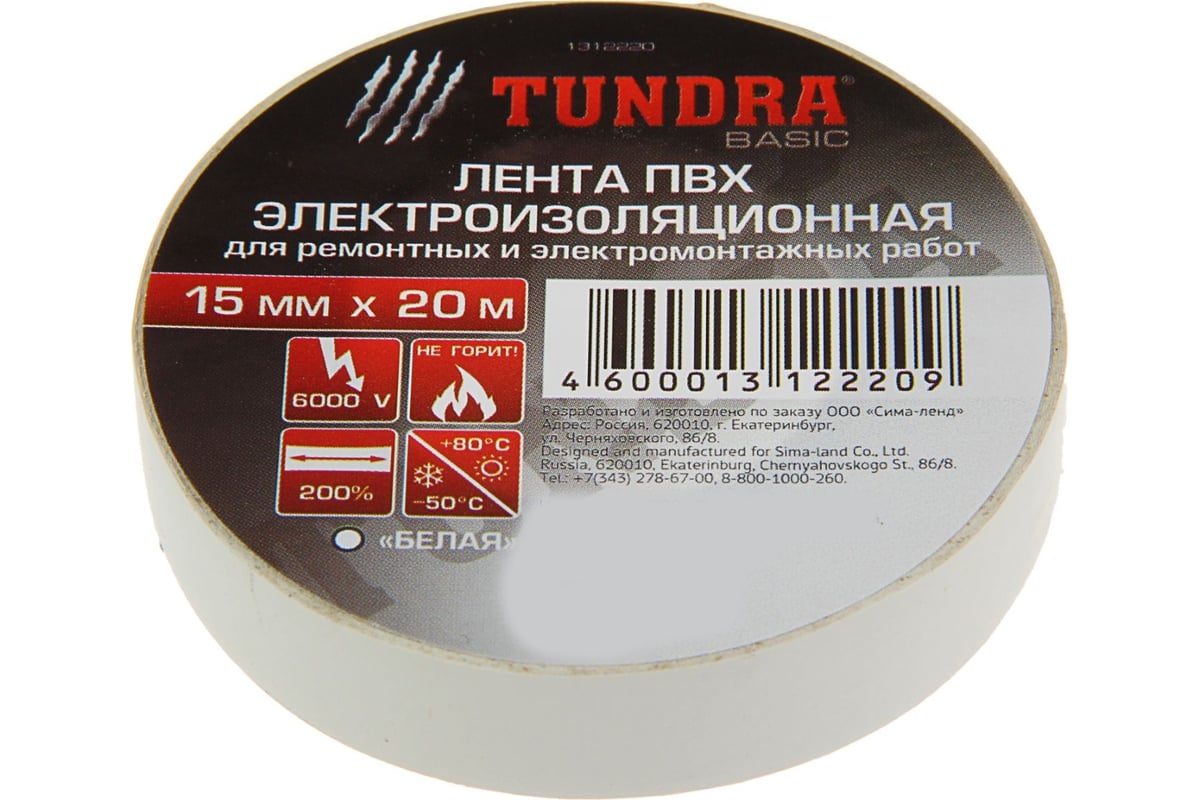 1312220
TUNDRA®
BASIC
ЛЕНТА ПВХ
ЭЛЕКТРОИЗОЛЯЦИОННАЯ
для ремонтных и электромонтажных работ
15 мм x 20 м
6000 V
НЕ ГОРИТ!
200%
+80°C
-50°C
«БЕЛАЯ»
4 600013 122209
Разработано и изготовлено по заказу ООО «Сима-ленд»
Адрес: Россия, 620010, г. Екатеринбург,
ул. Черняховского, 86/8.
Designed and manufactured for Sima-land Co., Ltd.
Russia, 620010, Ekaterinburg, Chernyahovskogo St., 86/8.
Tel.: +7(343) 278-67-00, 8-800-1000-260.